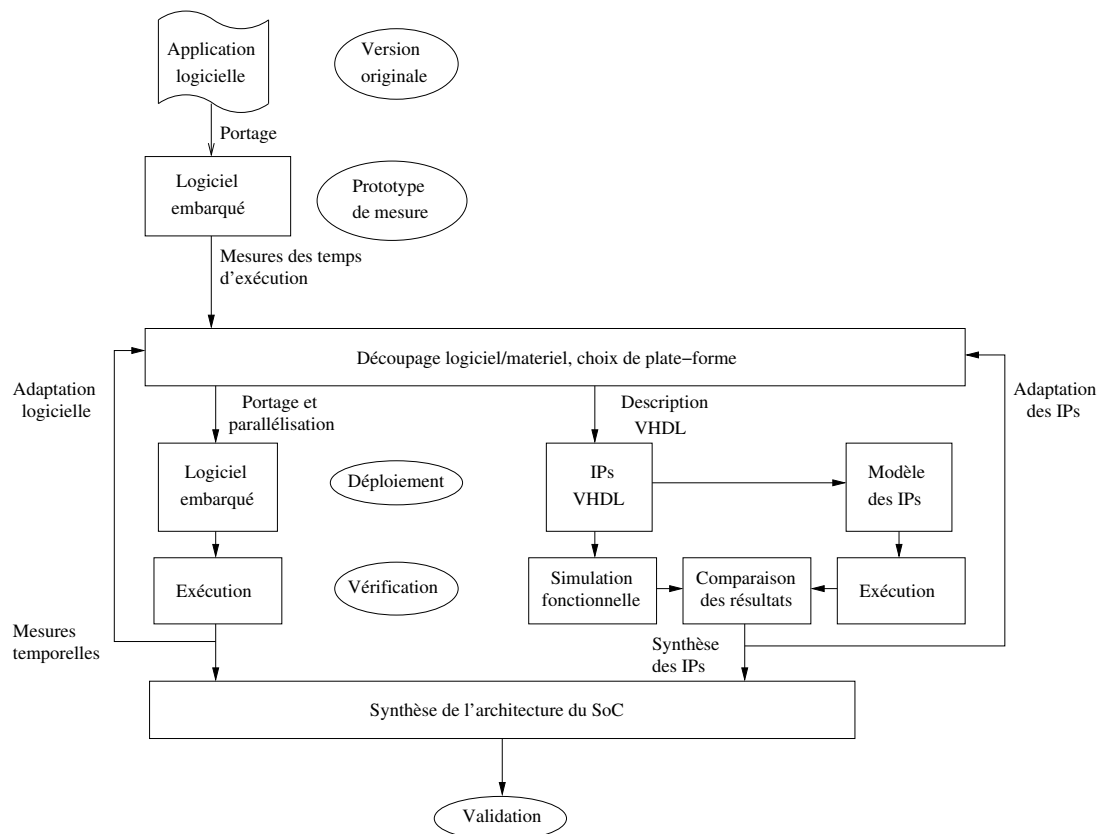 Application
logicielle
Version
originale
Portage
Logiciel
embarqué
Prototype
de mesure
Mesures des temps
d'exécution
Découpage logiciel/materiel, choix de plate−forme
Adaptation
logicielle
Portage et
parallélisation
Description
VHDL
Adaptation
des IPs
Logiciel
embarqué
Déploiement
IPs
VHDL
Modèle
des IPs
Exécution
Vérification
Simulation
fonctionnelle
Comparaison
des résultats
Exécution
Mesures
temporelles
Synthèse
des IPs
Synthèse de l'architecture du SoC
Validation